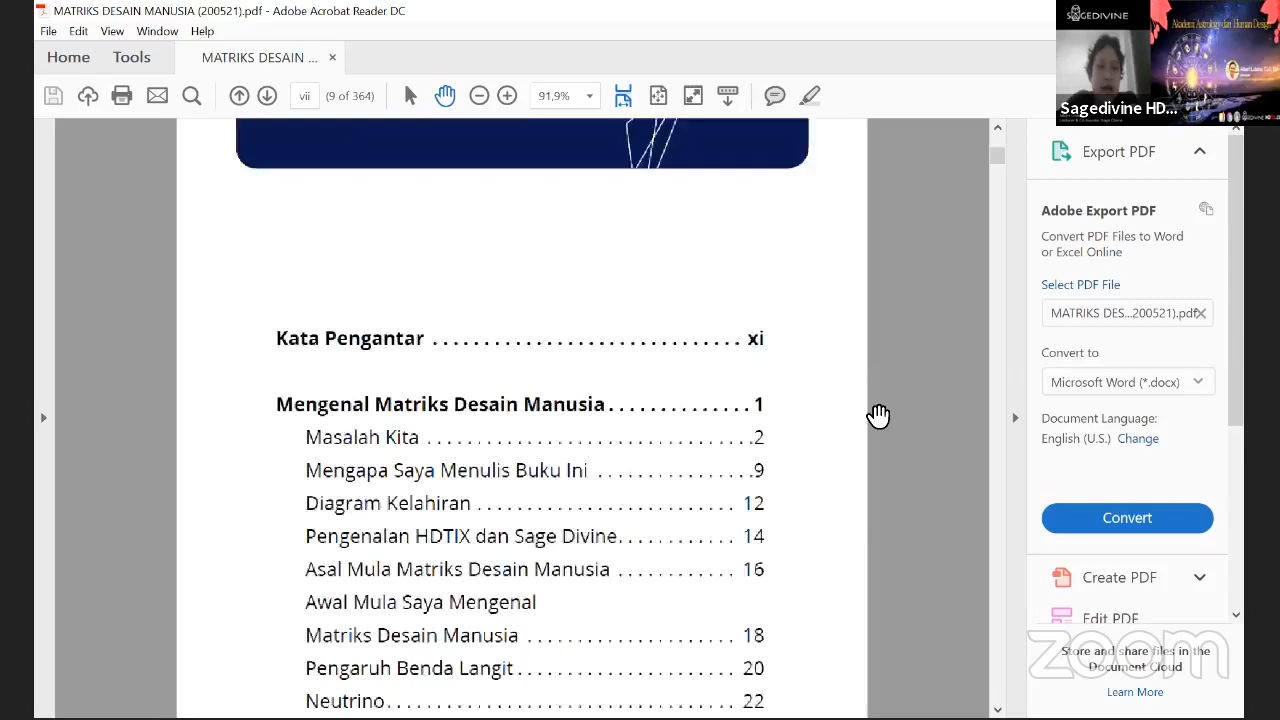 MATRIKS DESAIN MANUSIA (200521).pdf - Adobe Acrobat Reader DC
File Edit View Window Help
Home Tools MATRIKS DESAIN ... ×
vii (9 of 364) 91,9%
SAGEDIVINE
Akademi Astrology dan Human Design
Sagedivine HD...
Kata Pengantar .............................. xi
Mengenal Matriks Desain Manusia ............. 1
Masalah Kita ............................... 2
Mengapa Saya Menulis Buku Ini .............. 9
Diagram Kelahiran ......................... 12
Pengenalan HDTIX dan Sage Divine .......... 14
Asal Mula Matriks Desain Manusia .......... 16
Awal Mula Saya Mengenal
Matriks Desain Manusia .................... 18
Pengaruh Benda Langit ..................... 20
Neutrino .................................. 22
Export PDF
Adobe Export PDF
Convert PDF Files to Word
or Excel Online
Select PDF File
MATRIKS DES...200521).pdf ×
Convert to
Microsoft Word (*.docx)
Document Language:
English (U.S.) Change
Convert
Create PDF
Edit PDF
Store and share files in the
Document Cloud
Learn More
zoom